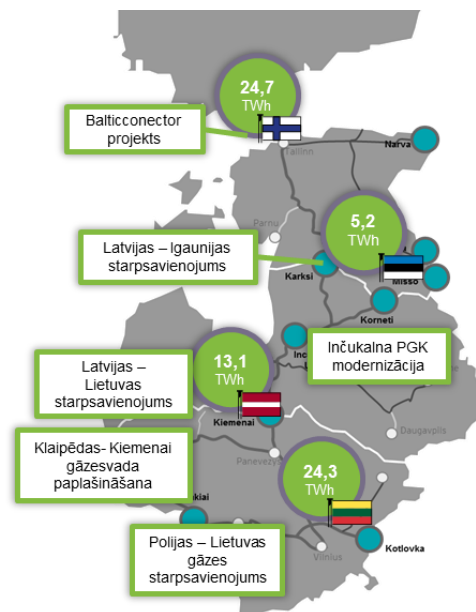 24,7
TWh
Balticconector
projekts
Tallinn
Narva
Parnu
5,2
TWh
Latvijas – Igaunijas
starpsavienojums
Karksi
Misso
Korneti
Inčukalna PGK
modernizācija
13,1
TWh
Latvijas –
Lietuvas
starpsavienojums
Kiemenai
Daugavpils
Klaipēdas- Kiemenai
gāzesvada
paplašināšana
Panevezys
24,3
TWh
Polijas – Lietuvas
gāzes
starpsavienojums
Vilnius
Kotlovka